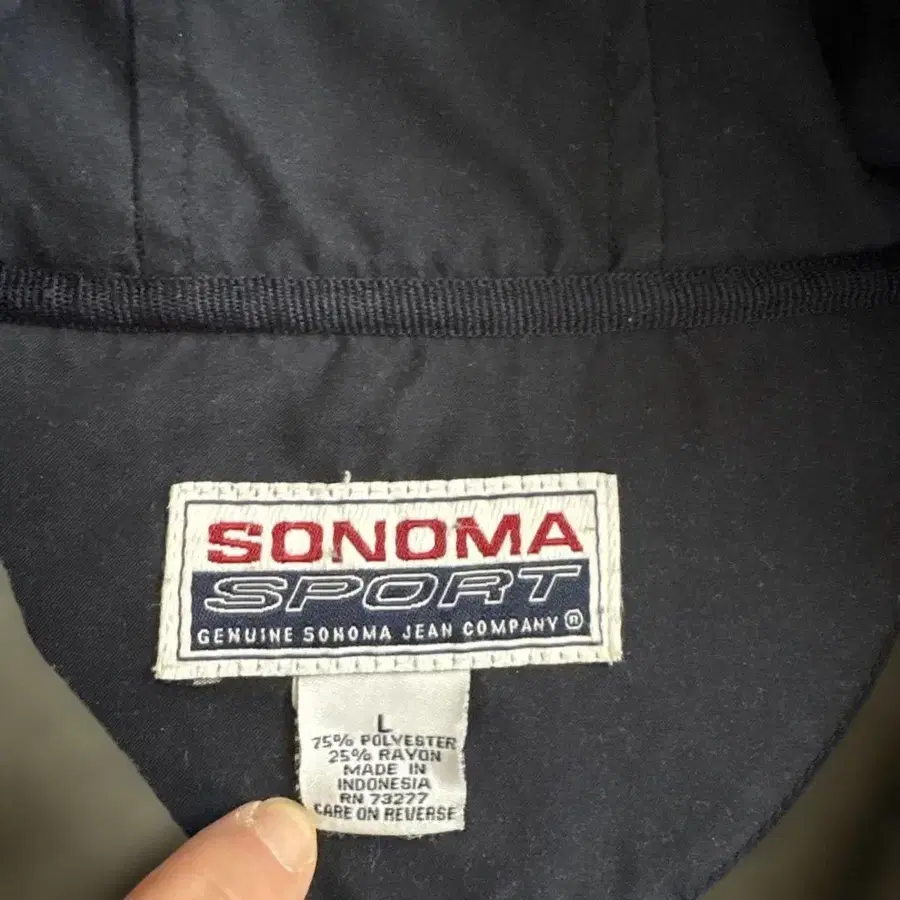 SONOMA
SPORT
GENUINE SONOMA JEAN COMPANY ®
L
75% POLYESTER
25% RAYON
MADE IN
INDONESIA
RN 73277
CARE ON REVERSE